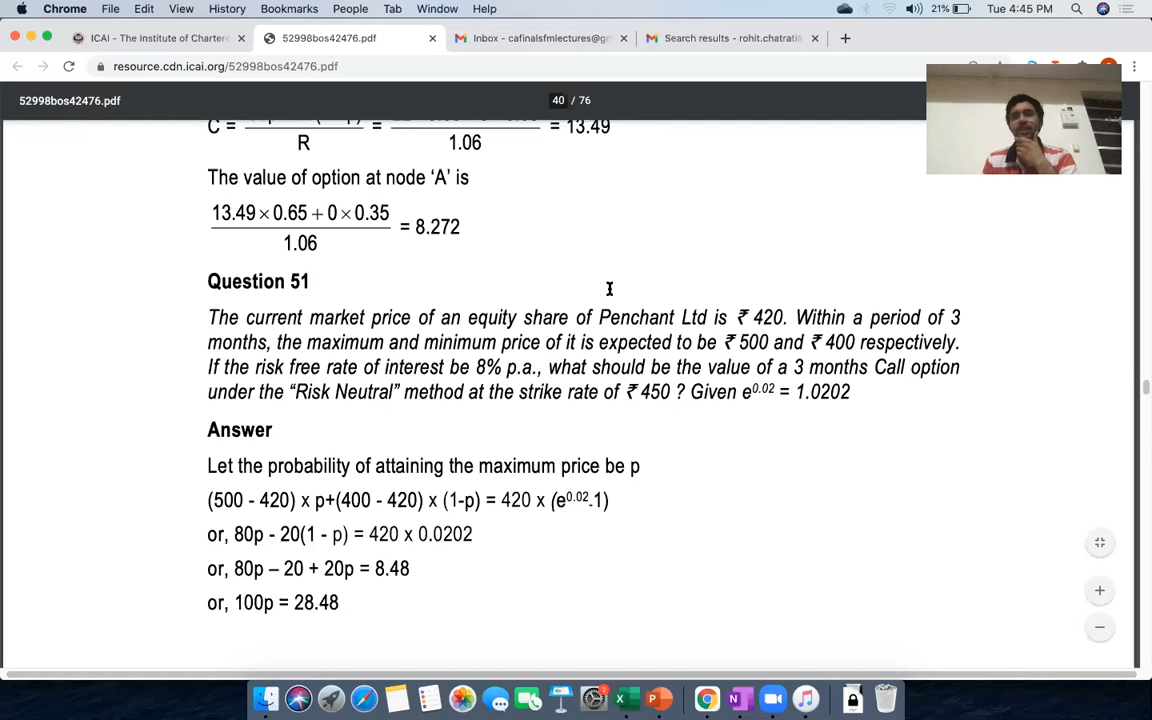 Chrome File Edit View History Bookmarks People Tab Window Help 21% Tue 4:45 PM
ICAI - The Institute of Chartere 52998bos42476.pdf Inbox - cafinalsfmlectures@gm Search results - rohit.chatrati@
resource.cdn.icai.org/52998bos42476.pdf
52998bos42476.pdf 40 / 76
C = = = 13.49
R 1.06
The value of option at node ‘A’ is
13.49 × 0.65 + 0 × 0.35
= 8.272
1.06
Question 51
The current market price of an equity share of Penchant Ltd is ₹ 420. Within a period of 3
months, the maximum and minimum price of it is expected to be ₹ 500 and ₹ 400 respectively.
If the risk free rate of interest be 8% p.a., what should be the value of a 3 months Call option
under the “Risk Neutral” method at the strike rate of ₹ 450 ? Given e0.02 = 1.0202
Answer
Let the probability of attaining the maximum price be p
(500 - 420) x p+(400 - 420) x (1-p) = 420 x (e0.02-1)
or, 80p - 20(1 - p) = 420 x 0.0202
or, 80p – 20 + 20p = 8.48
or, 100p = 28.48